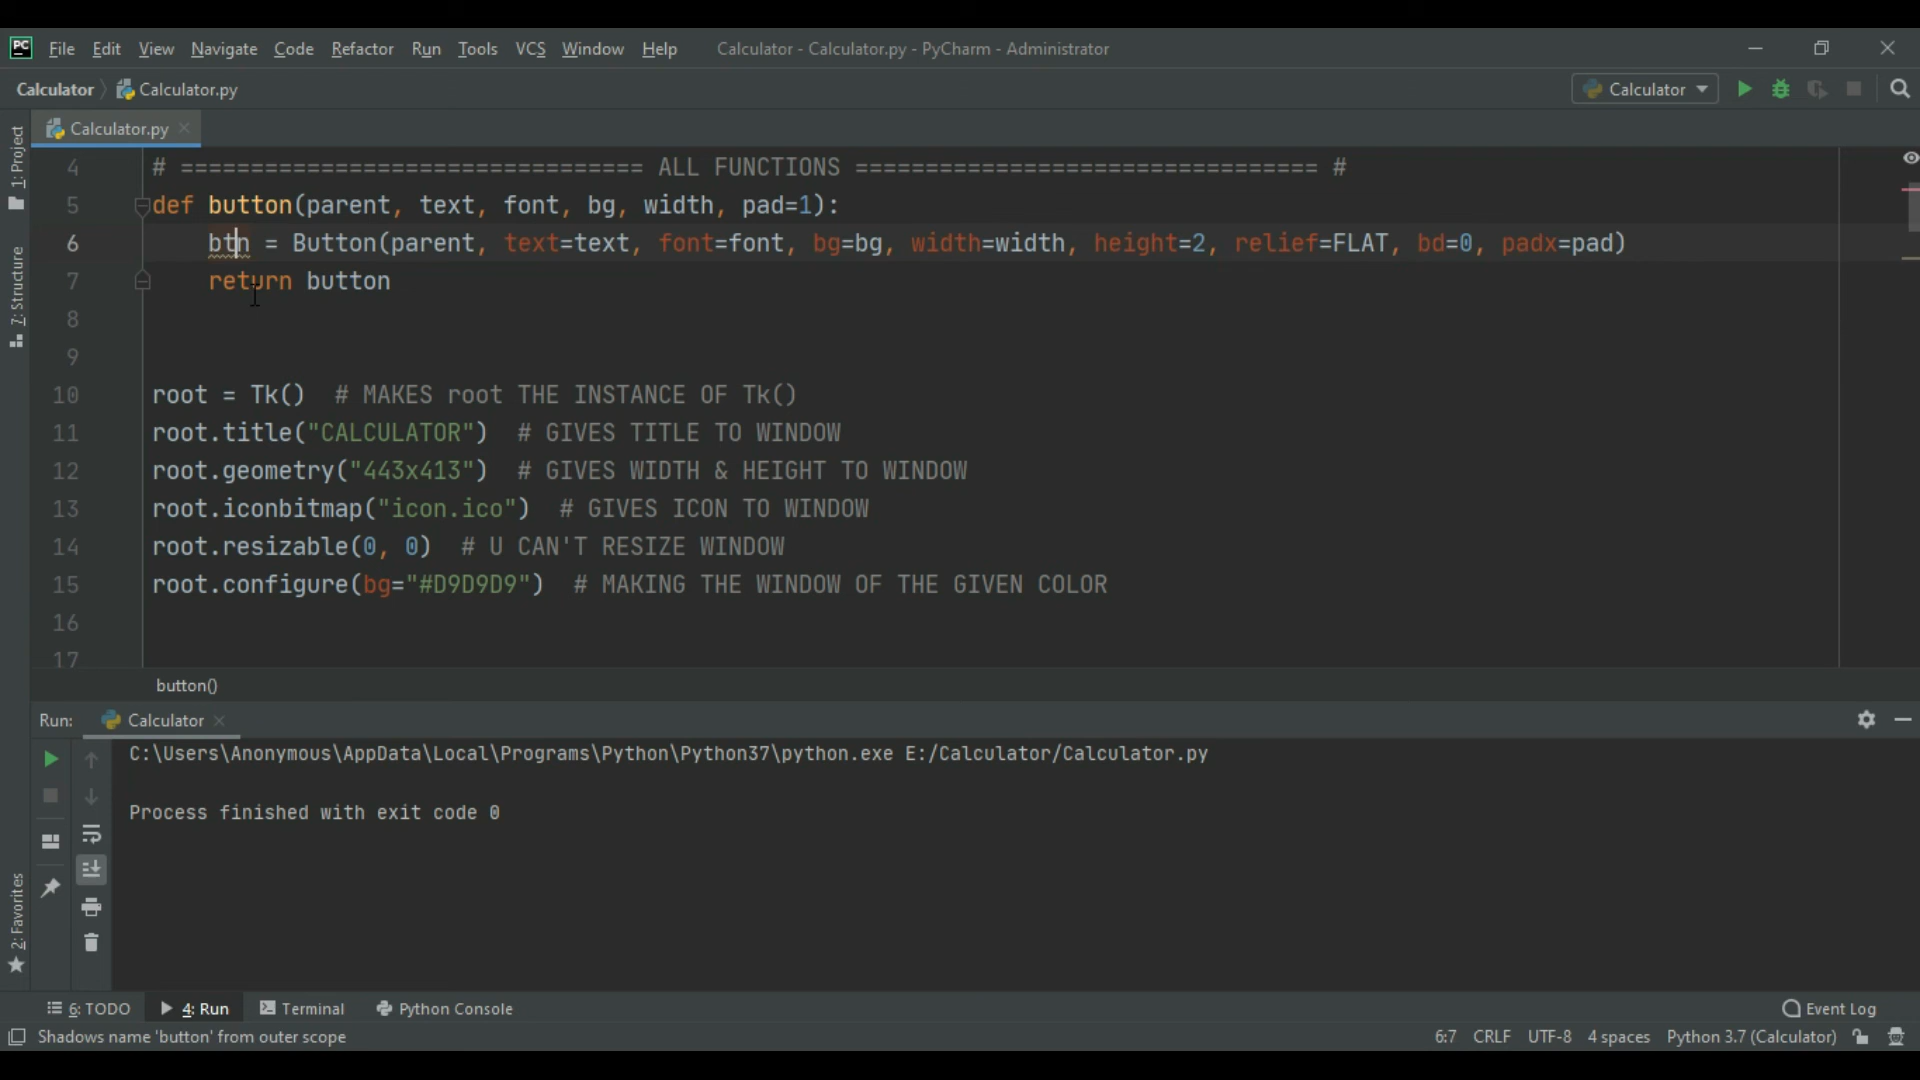 PC File Edit View Navigate Code Refactor Run Tools VCS Window Help Calculator - Calculator.py - PyCharm - Administrator
Calculator Calculator.py Calculator
1: Project
7: Structure
2: Favorites
Calculator.py
4 # ================================= ALL FUNCTIONS ================================= #
5 def button(parent, text, font, bg, width, pad=1):
6 btn = Button(parent, text=text, font=font, bg=bg, width=width, height=2, relief=FLAT, bd=0, padx=pad)
7 return button
8
9
10 root = Tk() # MAKES root THE INSTANCE OF Tk()
11 root.title("CALCULATOR") # GIVES TITLE TO WINDOW
12 root.geometry("443x413") # GIVES WIDTH & HEIGHT TO WINDOW
13 root.iconbitmap("icon.ico") # GIVES ICON TO WINDOW
14 root.resizable(0, 0) # U CAN'T RESIZE WINDOW
15 root.configure(bg="#D9D9D9") # MAKING THE WINDOW OF THE GIVEN COLOR
16
17
button()
Run: Calculator
C:\Users\Anonymous\AppData\Local\Programs\Python\Python37\python.exe E:/Calculator/Calculator.py
Process finished with exit code 0
6: TODO 4: Run Terminal Python Console Event Log
Shadows name 'button' from outer scope 6:7 CRLF UTF-8 4 spaces Python 3.7 (Calculator)